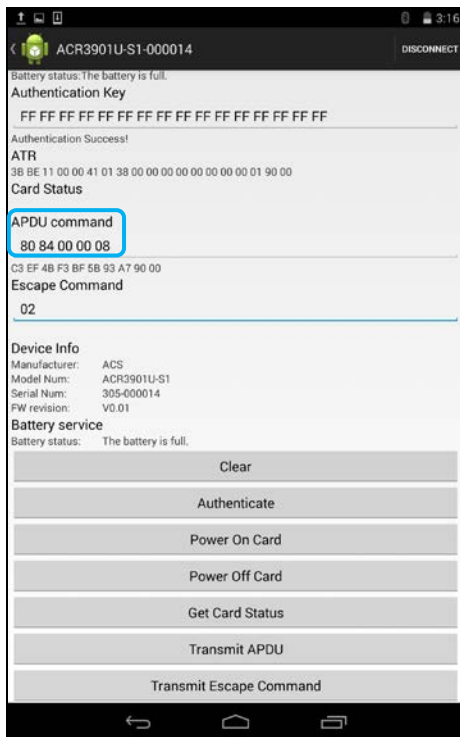 3:16
ACR3901U-S1-000014 DISCONNECT
Battery status:The battery is full.
Authentication Key
FF FF FF FF FF FF FF FF FF FF FF FF FF FF FF FF
Authentication Success!
ATR
3B BE 11 00 00 41 01 38 00 00 00 00 00 00 00 00 00 01 90 00
Card Status
APDU command
80 84 00 00 08
C3 EF 4B F3 BF 5B 93 A7 90 00
Escape Command
02
Device Info
Manufacturer: ACS
Model Num: ACR3901U-S1
Serial Num: 305-000014
FW revision: V0.01
Battery service
Battery status: The battery is full.
Clear
Authenticate
Power On Card
Power Off Card
Get Card Status
Transmit APDU
Transmit Escape Command